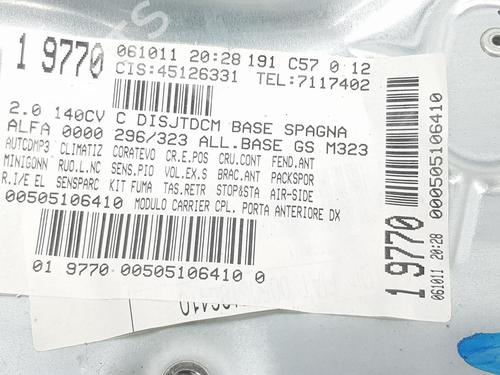 1 9770
061011 20:28 191 C57 0 12
CIS:45126331 TEL:7117402
2.0 140CV C DISJTDCM BASE SPAGNA
ALFA 0000 296/323 ALL.BASE GS M323
AUTCDMP3 CLIMATIZ CORATEVO CR.E.POS CRU.CONT FEND.ANT
MINIGONN RUO.L.NC SENS.PIO VOL.EX.S BRAC.ANT PACKSPOR
R.I/E EL SENSPARC KIT FUMA TAS.RETR STOP&STA AIR-SIDE
00505106410 MODULO CARRIER CPL. PORTA ANTERIORE DX
01 9770 00505106410 0
1 9770
061011 20:28
000505106410